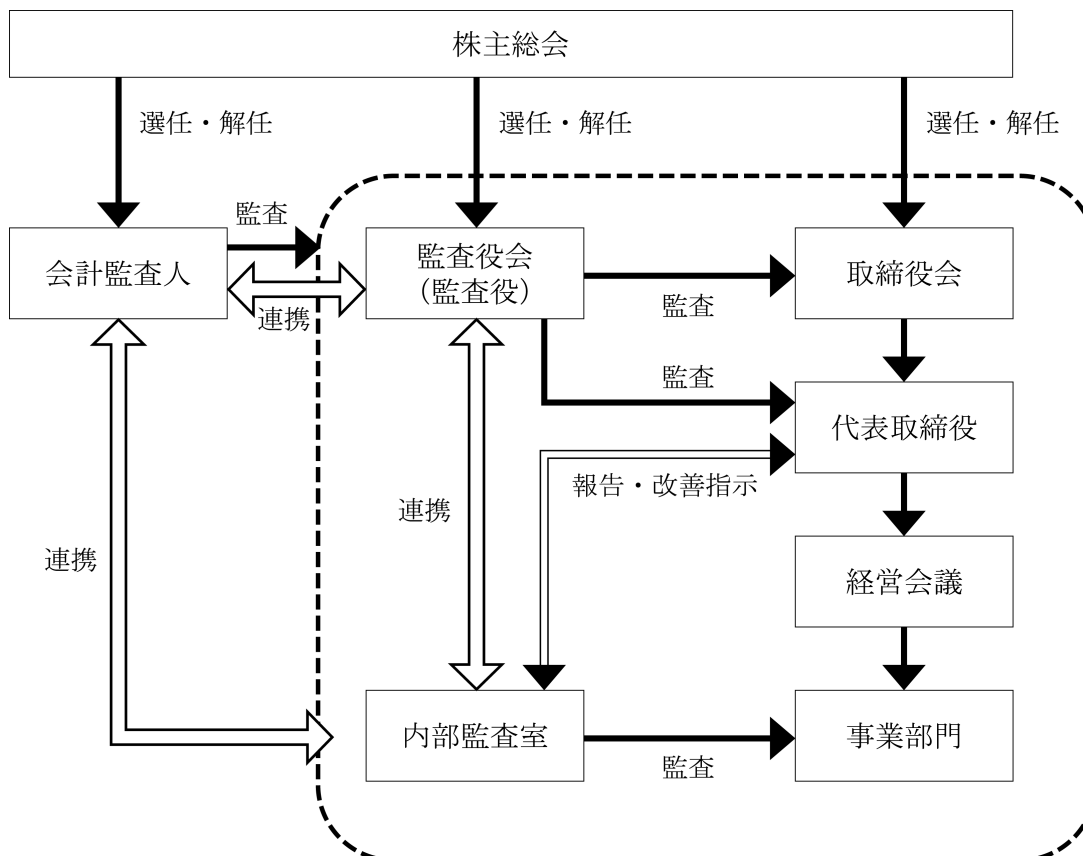 株主総会
選任・解任
選任・解任
選任・解任
監査
会計監査人
監査役会
(監査役)
取締役会
連携
監査
監査
代表取締役
報告・改善指示
連携
連携
経営会議
内部監査室
事業部門
監査